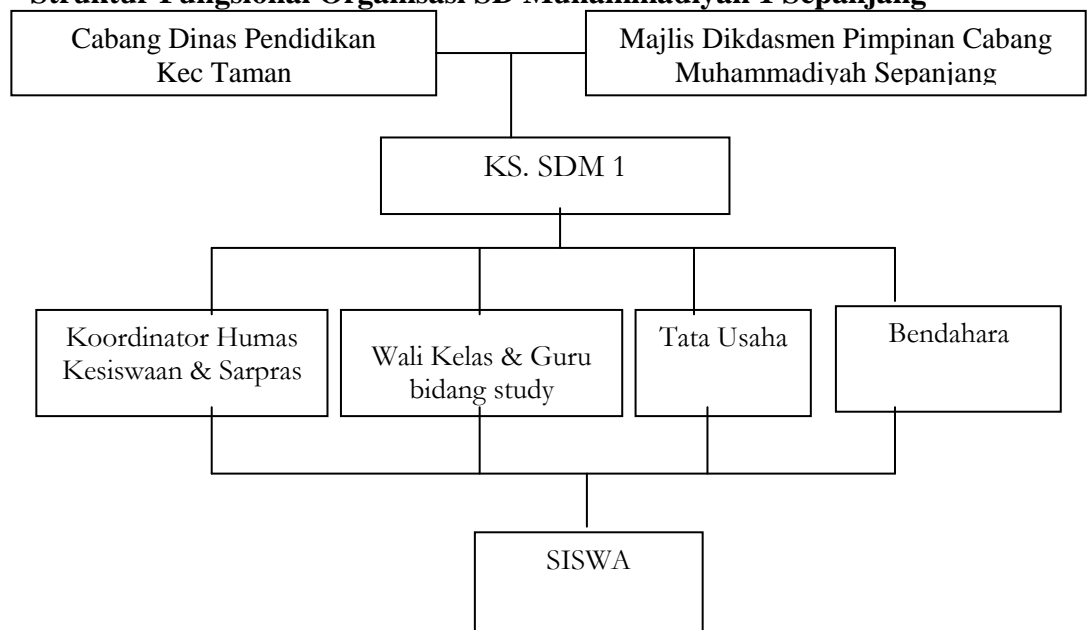 Struktur Fungsional Organisasi SD Muhammadiyah 1 Sepanjang
Cabang Dinas Pendidikan
Kec Taman
Majlis Dikdasmen Pimpinan Cabang
Muhammadiyah Sepanjang
KS. SDM 1
Koordinator Humas
Kesiswaan & Sarpras
Wali Kelas & Guru
bidang study
Tata Usaha
Bendahara
SISWA